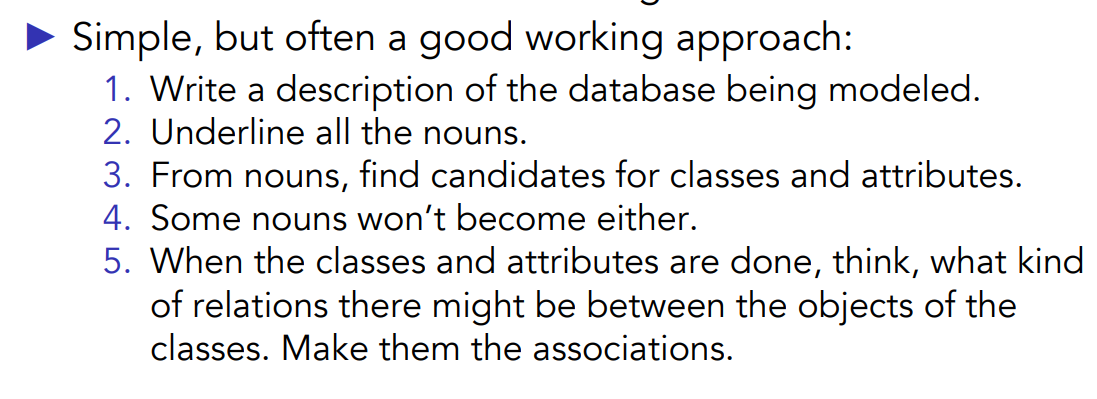 ▶ Simple, but often a good working approach:
1. Write a description of the database being modeled.
2. Underline all the nouns.
3. From nouns, find candidates for classes and attributes.
4. Some nouns won’t become either.
5. When the classes and attributes are done, think, what kind
of relations there might be between the objects of the
classes. Make them the associations.